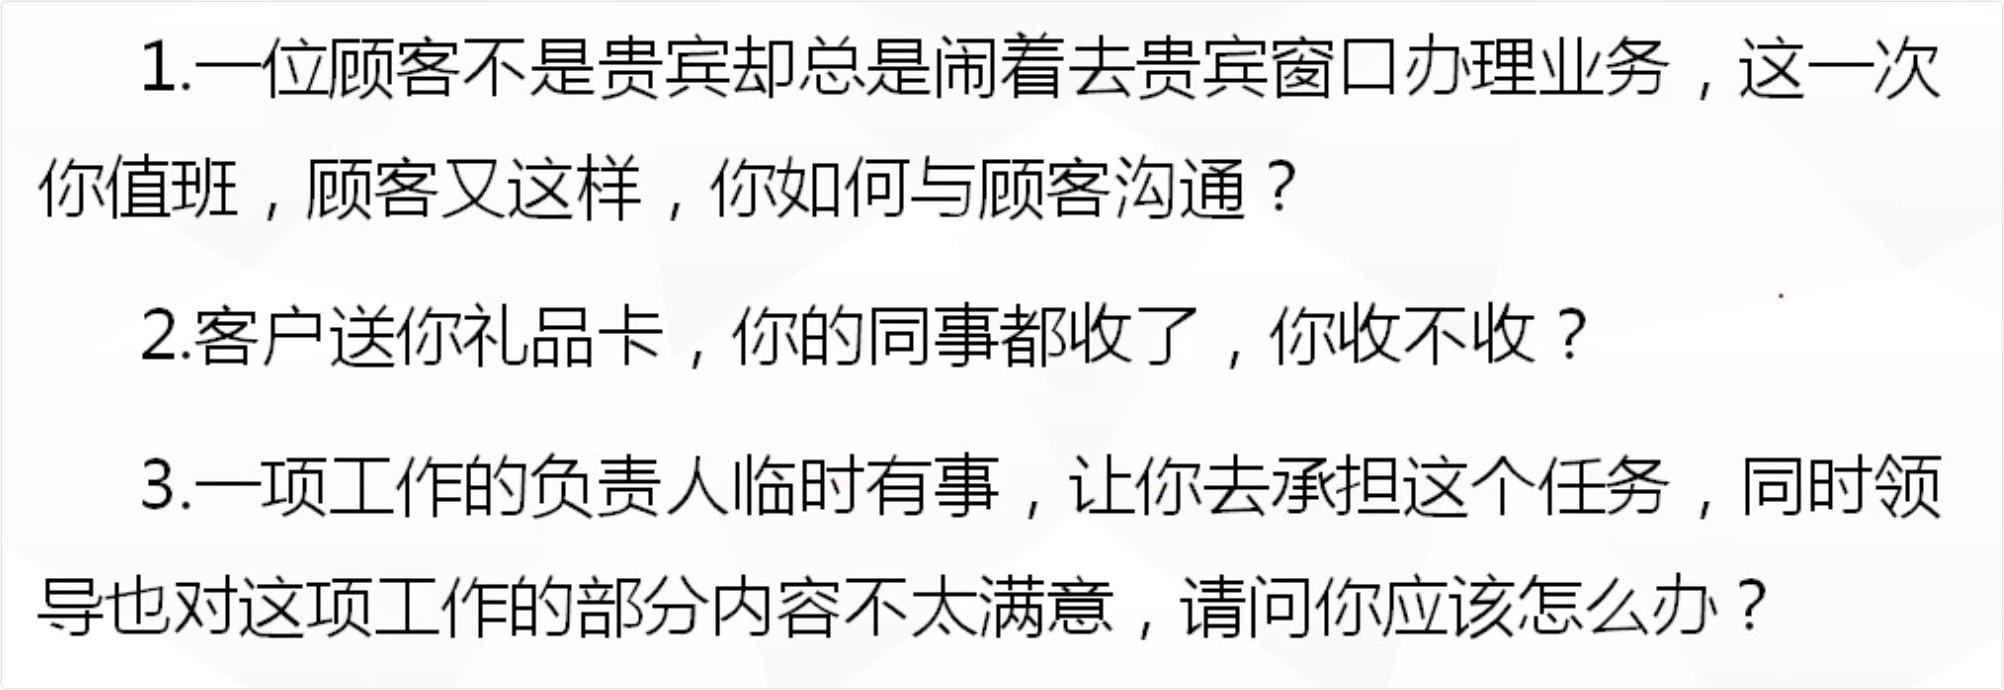 1.一位顾客不是贵宾却总是闹着去贵宾窗口办理业务，这一次
你值班，顾客又这样，你如何与顾客沟通？
2.客户送你礼品卡，你的同事都收了，你收不收？
3.一项工作的负责人临时有事，让你去承担这个任务，同时领
导也对这项工作的部分内容不太满意，请问你应该怎么办？